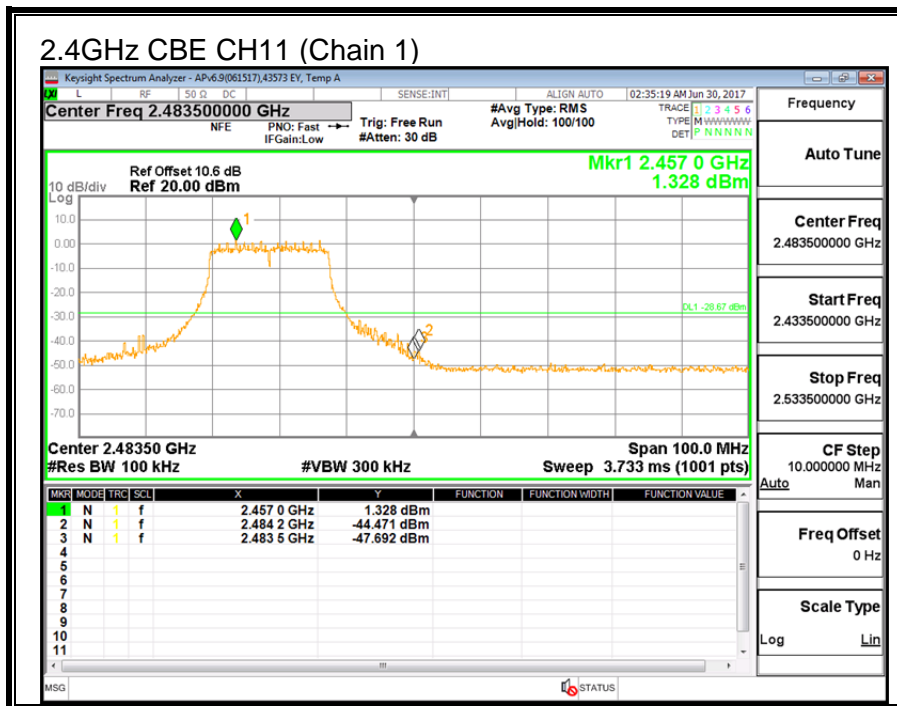 2.4GHz CBE CH11 (Chain 1)
Keysight Spectrum Analyzer - APv6.9(061517),43573 EY, Temp A
LXI L RF 50 Ω DC SENSE:INT ALIGN AUTO 02:35:19 AM Jun 30, 2017
Center Freq 2.483500000 GHz
NFE
PNO: Fast
IFGain:Low
Trig: Free Run
#Atten: 30 dB
#Avg Type: RMS
Avg|Hold: 100/100
TRACE 1 2 3 4 5 6
TYPE M WWWWW
DET P N N N N N
Frequency
Mkr1 2.457 0 GHz
1.328 dBm
Ref Offset 10.6 dB
10 dB/div Ref 20.00 dBm
Log
10.0
0.00
-10.0
-20.0
-30.0
-40.0
-50.0
-60.0
-70.0
1
2
DL1 -28.67 dBm
Center 2.48350 GHz Span 100.0 MHz
#Res BW 100 kHz #VBW 300 kHz Sweep 3.733 ms (1001 pts)
MKR MODE TRC SCL X Y FUNCTION FUNCTION WIDTH FUNCTION VALUE
1 N 1 f 2.457 0 GHz 1.328 dBm
2 N 1 f 2.484 2 GHz -44.471 dBm
3 N 1 f 2.483 5 GHz -47.692 dBm
4
5
6
7
8
9
10
11
Auto Tune
Center Freq
2.483500000 GHz
Start Freq
2.433500000 GHz
Stop Freq
2.533500000 GHz
CF Step
10.000000 MHz
Auto Man
Freq Offset
0 Hz
Scale Type
Log Lin
MSG STATUS